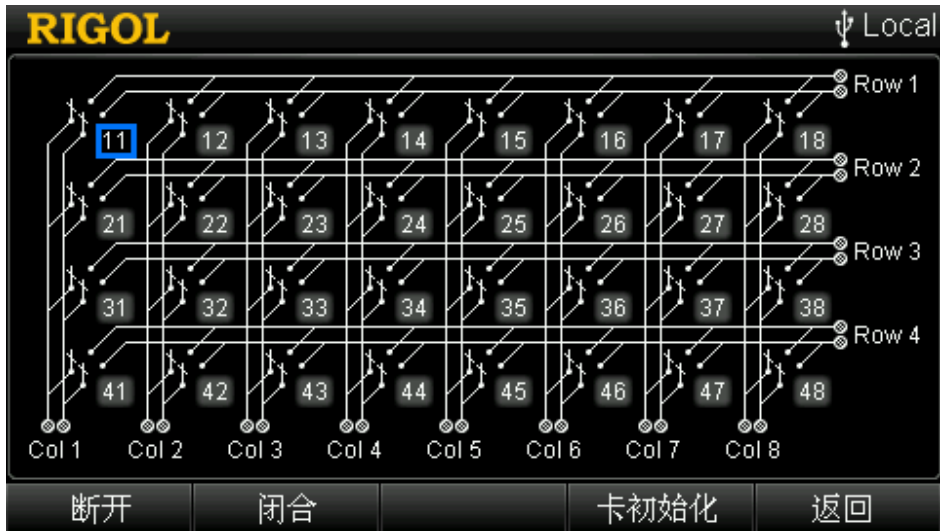 RIGOL Local
Row 1
11 12 13 14 15 16 17 18
Row 2
21 22 23 24 25 26 27 28
Row 3
31 32 33 34 35 36 37 38
Row 4
41 42 43 44 45 46 47 48
Col 1 Col 2 Col 3 Col 4 Col 5 Col 6 Col 7 Col 8
断开 闭合 卡初始化 返回